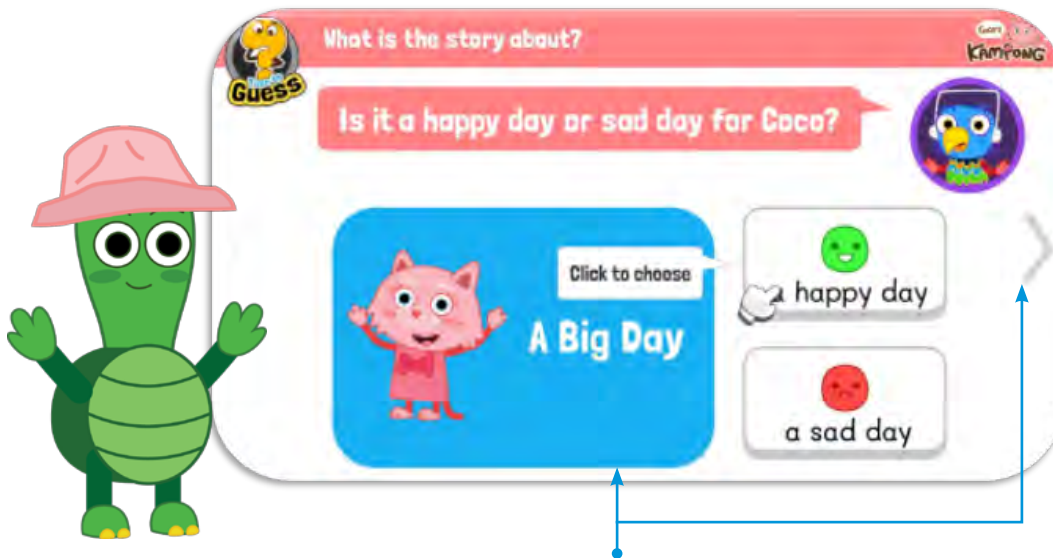 What is the story about?
Guess
KAMPONG
Is it a happy day or sad day for Coco?
Click to choose
A Big Day
a happy day
a sad day